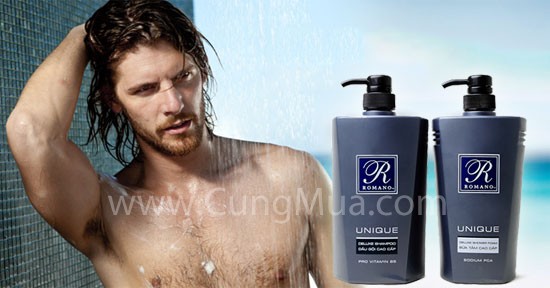 www.CungMua.com
R
ROMANO
UNIQUE
DELUXE SHAMPOO
DẦU GỘI CAO CẤP
PRO VITAMIN B5
R
ROMANO
UNIQUE
DELUXE SHOWER FOAM
SỮA TẮM CAO CẤP
SODIUM PCA